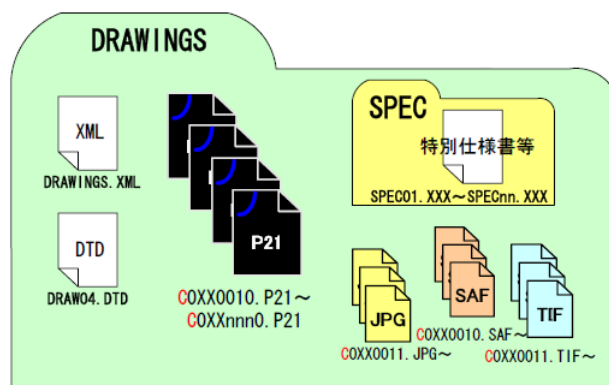 DRAWINGS
XML
DRAWINGS.XML
DTD
DRAW04.DTD
P21
C0XX0010.P21～
C0XXnnn0.P21
SPEC
特別仕様書等
SPEC01.XXX～SPECnn.XXX
JPG
C0XX0011.JPG～
SAF
C0XX0010.SAF～
TIF
C0XX0011.TIF～